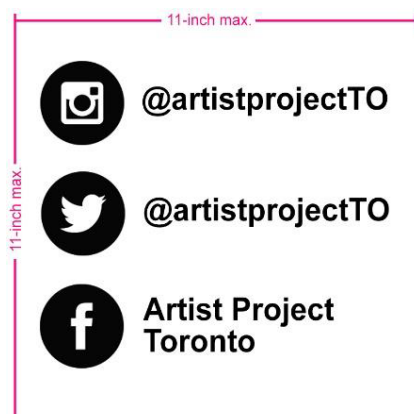 11-inch max.
11-inch max.
@artistprojectTO
@artistprojectTO
f
Artist Project
Toronto